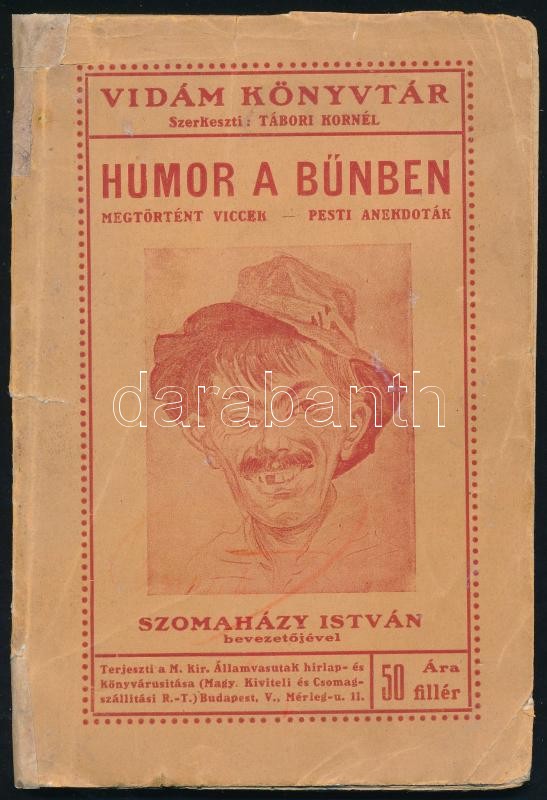 VIDÁM KÖNYVTÁR
Szerkeszti: TÁBORI KORNÉL
HUMOR A BŰNBEN
MEGTÖRTÉNT VICCEK — PESTI ANEKDOTÁK
darabanth
SZOMAHÁZY ISTVÁN
bevezetőjével
Terjeszti a M. kir. Államvasutak hirlap- és
Könyvárusitása (Magy. Kiviteli és Csomag-
szállitási R.-T.) Budapest, V., Mérleg-u. 11.
50 Ára
fillér